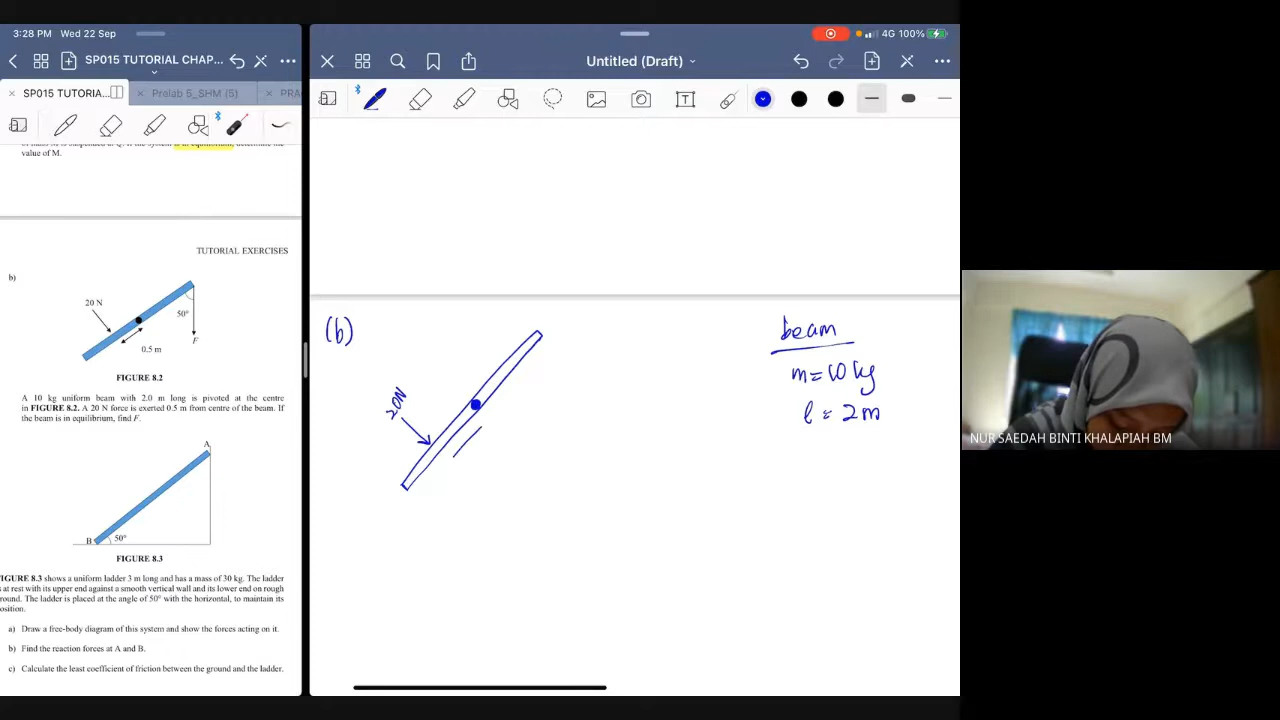 3:28 PM Wed 22 Sep
SP015 TUTORIAL CHAP...
SP015 TUTORIA...
Prelab 5_SHM (5)
PRA
value of M.
TUTORIAL EXERCISES
b)
20 N
50°
F
0.5 m
FIGURE 8.2
A 10 kg uniform beam with 2.0 m long is pivoted at the centre
in FIGURE 8.2. A 20 N force is exerted 0.5 m from centre of the beam. If
the beam is in equilibrium, find F.
A
B
50°
FIGURE 8.3
IGURE 8.3 shows a uniform ladder 3 m long and has a mass of 30 kg. The ladder
at rest with its upper end against a smooth vertical wall and its lower end on rough
round. The ladder is placed at the angle of 50° with the horizontal, to maintain its
osition.
a) Draw a free-body diagram of this system and show the forces acting on it.
b) Find the reaction forces at A and B.
c) Calculate the least coefficient of friction between the ground and the ladder.
4G 100%
Untitled (Draft)
T
(b)
20N
beam
m = 10 kg
l = 2m
NUR SAEDAH BINTI KHALAPIAH BM